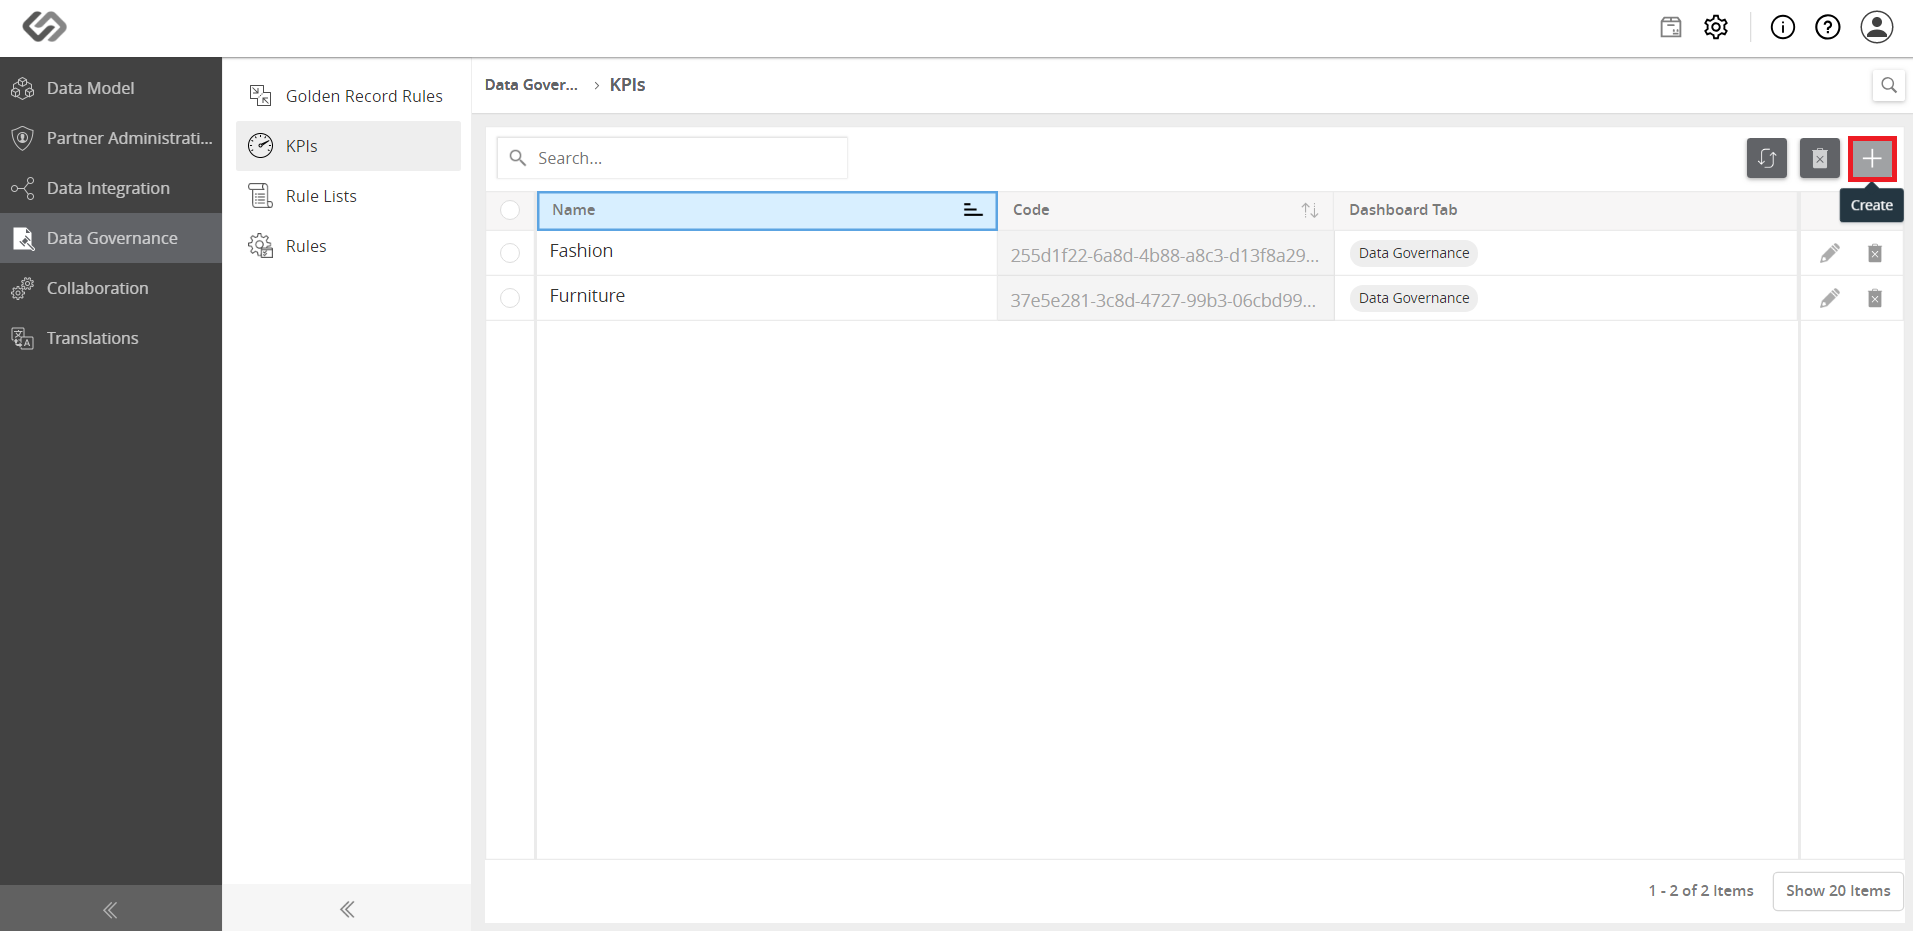 Data Model
Partner Administrati...
Data Integration
Data Governance
Collaboration
Translations
Golden Record Rules
KPIs
Rule Lists
Rules
Data Gover... › KPIs
Search...
Create
Name Code Dashboard Tab
Fashion 255d1f22-6a8d-4b88-a8c3-d13f8a29... Data Governance
Furniture 37e5e281-3c8d-4727-99b3-06cbd99... Data Governance
1 - 2 of 2 Items Show 20 Items